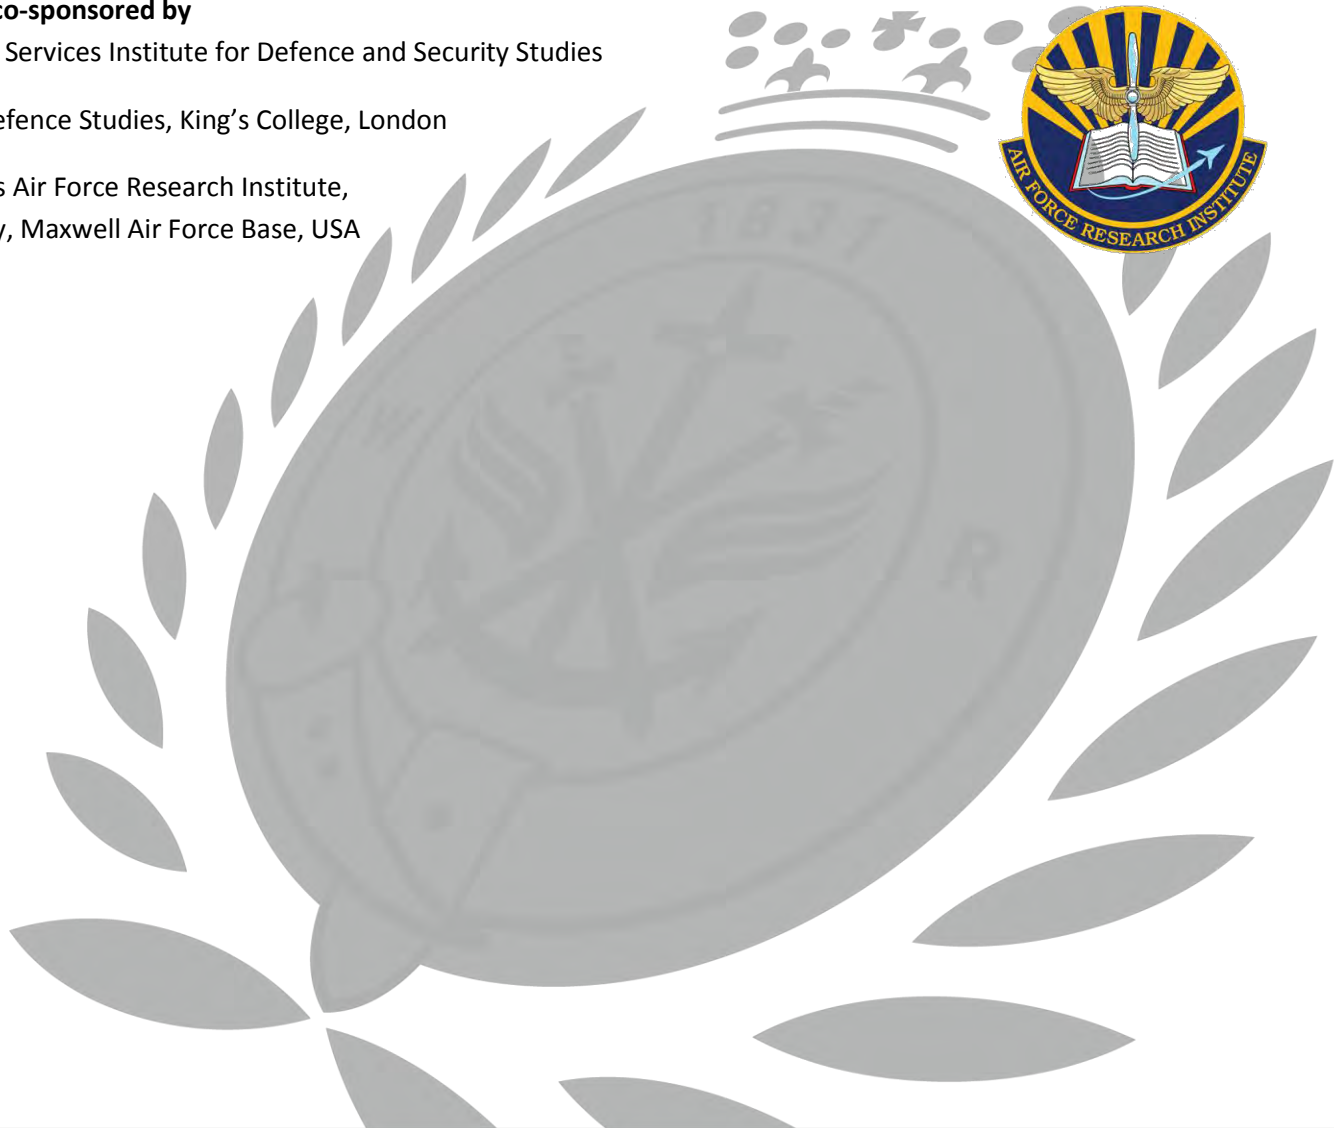 co-sponsored by
Services Institute for Defence and Security Studies
efence Studies, King’s College, London
s Air Force Research Institute,
y, Maxwell Air Force Base, USA
AIR FORCE RESEARCH INSTITUTE
1831
R